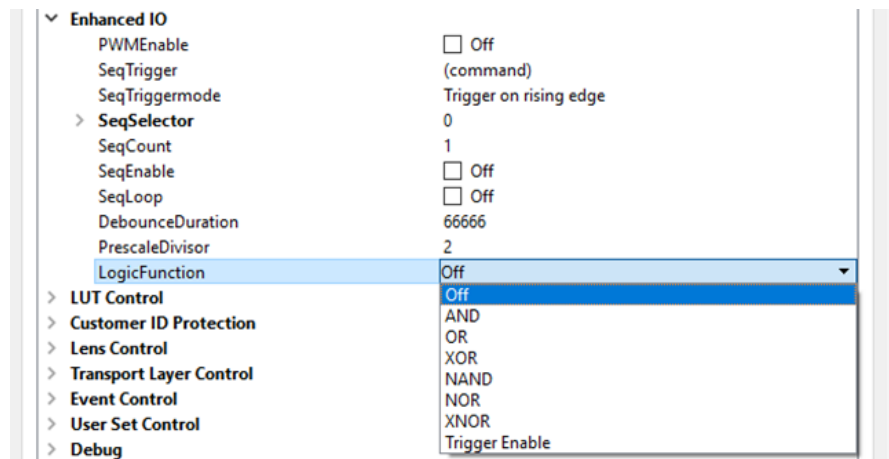 Enhanced IO
PWMEnable Off
SeqTrigger (command)
SeqTriggermode Trigger on rising edge
SeqSelector 0
SeqCount 1
SeqEnable Off
SeqLoop Off
DebounceDuration 66666
PrescaleDivisor 2
LogicFunction Off
LUT Control Off
Customer ID Protection AND
Lens Control OR
XOR
Transport Layer Control NAND
Event Control NOR
User Set Control XNOR
Debug Trigger Enable